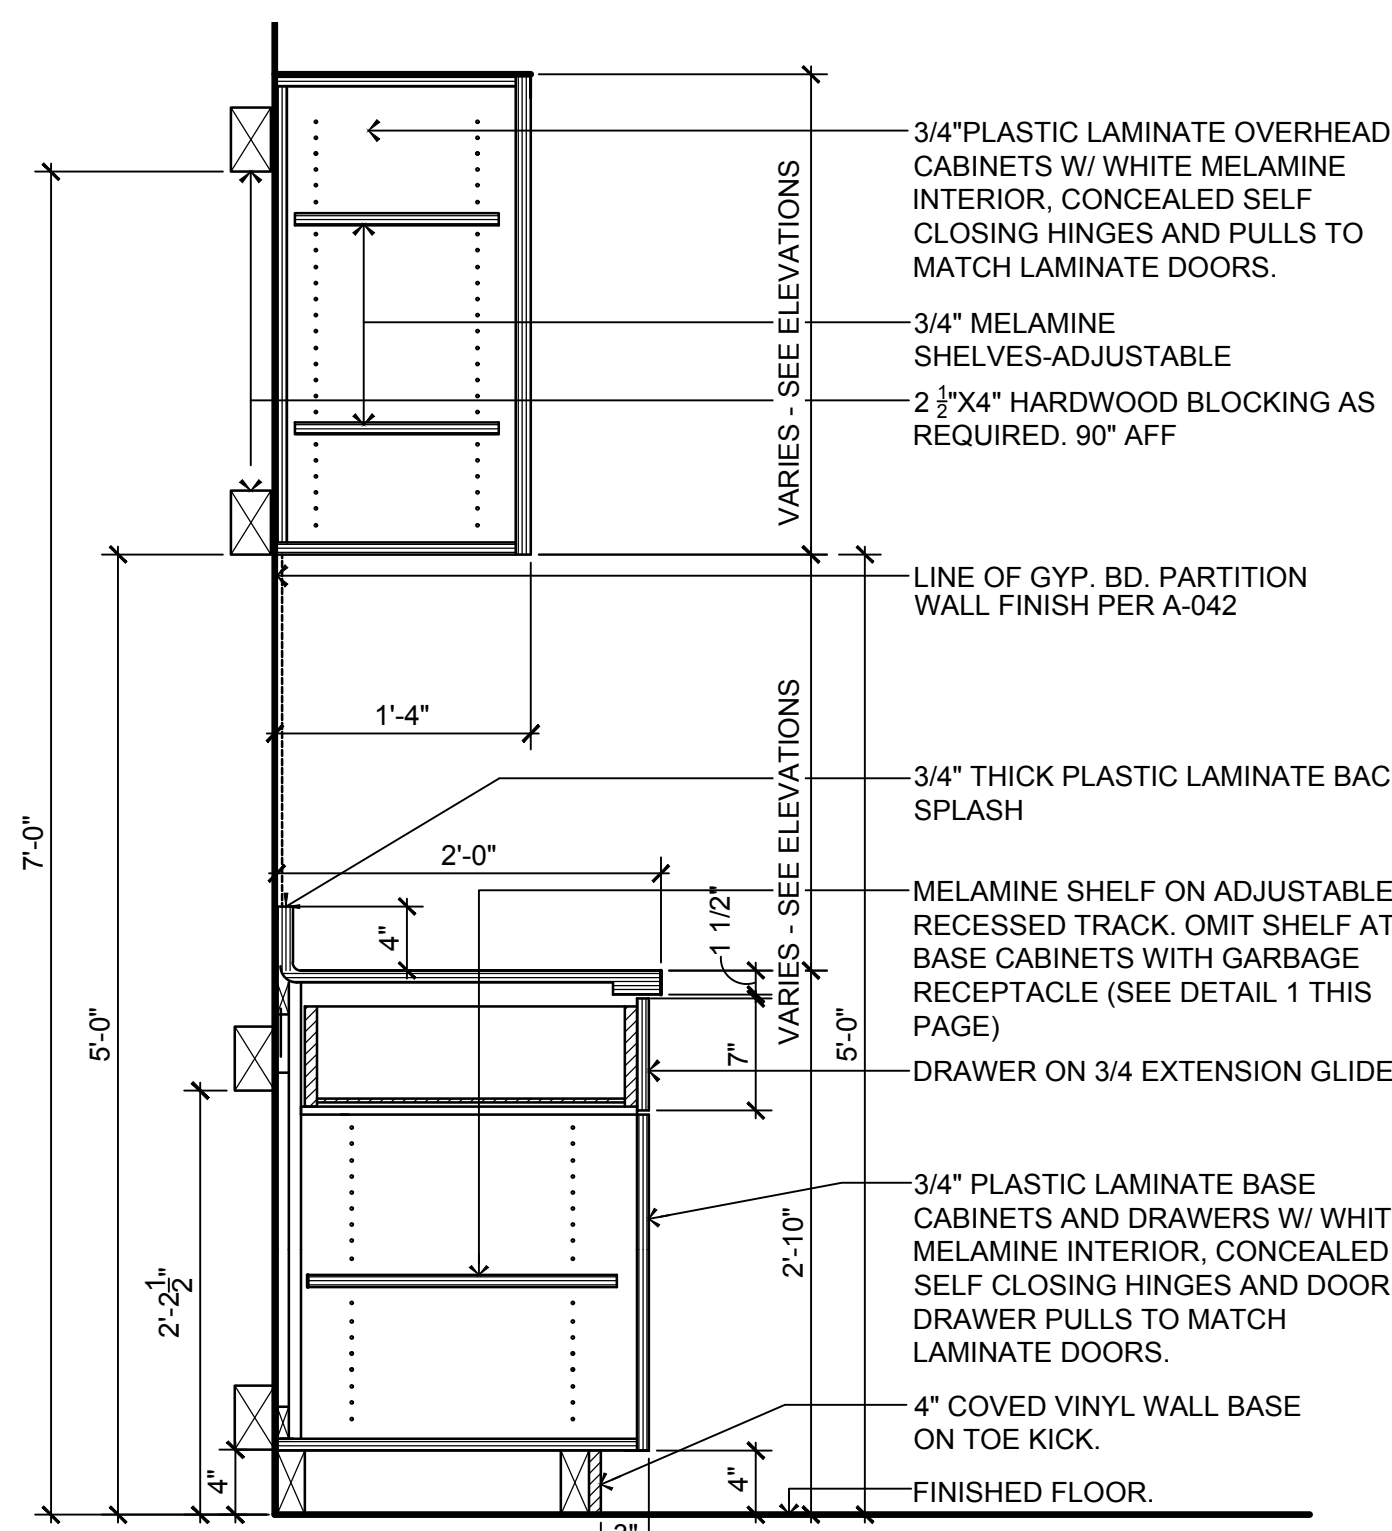 3/4"PLASTIC LAMINATE OVERHEAD
CABINETS W/ WHITE MELAMINE
INTERIOR, CONCEALED SELF
CLOSING HINGES AND PULLS TO
MATCH LAMINATE DOORS.
3/4" MELAMINE
SHELVES-ADJUSTABLE
2 1/2"X4" HARDWOOD BLOCKING AS
REQUIRED. 90" AFF
VARIES - SEE ELEVATIONS
LINE OF GYP. BD. PARTITION
WALL FINISH PER A-042
1'-4"
VARIES - SEE ELEVATIONS
3/4" THICK PLASTIC LAMINATE BAC
SPLASH
7'-0"
2'-0"
4"
1 1/2"
MELAMINE SHELF ON ADJUSTABLE
RECESSED TRACK. OMIT SHELF AT
BASE CABINETS WITH GARBAGE
RECEPTACLE (SEE DETAIL 1 THIS
PAGE)
5'-0"
7"
5'-0"
DRAWER ON 3/4 EXTENSION GLIDE
3/4" PLASTIC LAMINATE BASE
CABINETS AND DRAWERS W/ WHIT
MELAMINE INTERIOR, CONCEALED
SELF CLOSING HINGES AND DOOR
DRAWER PULLS TO MATCH
LAMINATE DOORS.
2'-10"
2'-2 1/2"
4" COVED VINYL WALL BASE
ON TOE KICK.
4"
4"
FINISHED FLOOR.
3"